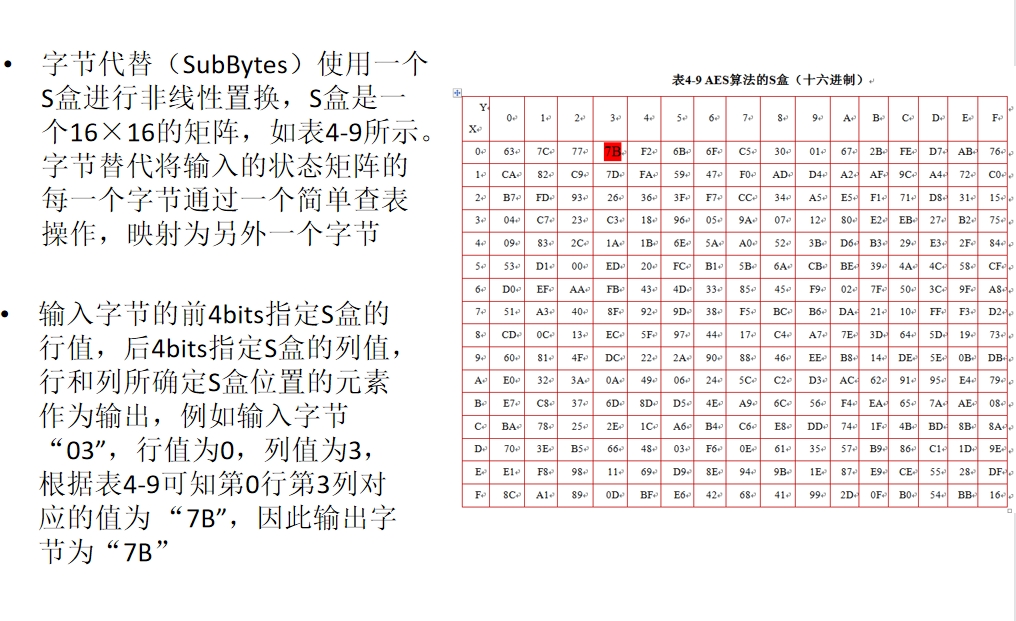 • 字节代替（SubBytes）使用一个
S盒进行非线性置换，S盒是一
个16×16的矩阵，如表4-9所示。
字节替代将输入的状态矩阵的
每一个字节通过一个简单查表
操作，映射为另外一个字节
• 输入字节的前4bits指定S盒的
行值，后4bits指定S盒的列值，
行和列所确定S盒位置的元素
作为输出，例如输入字节
“03”，行值为0，列值为3，
根据表4-9可知第0行第3列对
应的值为 “7B”，因此输出字
节为“7B”
表4-9 AES算法的S盒（十六进制）
Y
X
0 1 2 3 4 5 6 7 8 9 A B C D E F
0 63 7C 77 7B F2 6B 6F C5 30 01 67 2B FE D7 AB 76
1 CA 82 C9 7D FA 59 47 F0 AD D4 A2 AF 9C A4 72 C0
2 B7 FD 93 26 36 3F F7 CC 34 A5 E5 F1 71 D8 31 15
3 04 C7 23 C3 18 96 05 9A 07 12 80 E2 EB 27 B2 75
4 09 83 2C 1A 1B 6E 5A A0 52 3B D6 B3 29 E3 2F 84
5 53 D1 00 ED 20 FC B1 5B 6A CB BE 39 4A 4C 58 CF
6 D0 EF AA FB 43 4D 33 85 45 F9 02 7F 50 3C 9F A8
7 51 A3 40 8F 92 9D 38 F5 BC B6 DA 21 10 FF F3 D2
8 CD 0C 13 EC 5F 97 44 17 C4 A7 7E 3D 64 5D 19 73
9 60 81 4F DC 22 2A 90 88 46 EE B8 14 DE 5E 0B DB
A E0 32 3A 0A 49 06 24 5C C2 D3 AC 62 91 95 E4 79
B E7 C8 37 6D 8D D5 4E A9 6C 56 F4 EA 65 7A AE 08
C BA 78 25 2E 1C A6 B4 C6 E8 DD 74 1F 4B BD 8B 8A
D 70 3E B5 66 48 03 F6 0E 61 35 57 B9 86 C1 1D 9E
E E1 F8 98 11 69 D9 8E 94 9B 1E 87 E9 CE 55 28 DF
F 8C A1 89 0D BF E6 42 68 41 99 2D 0F B0 54 BB 16